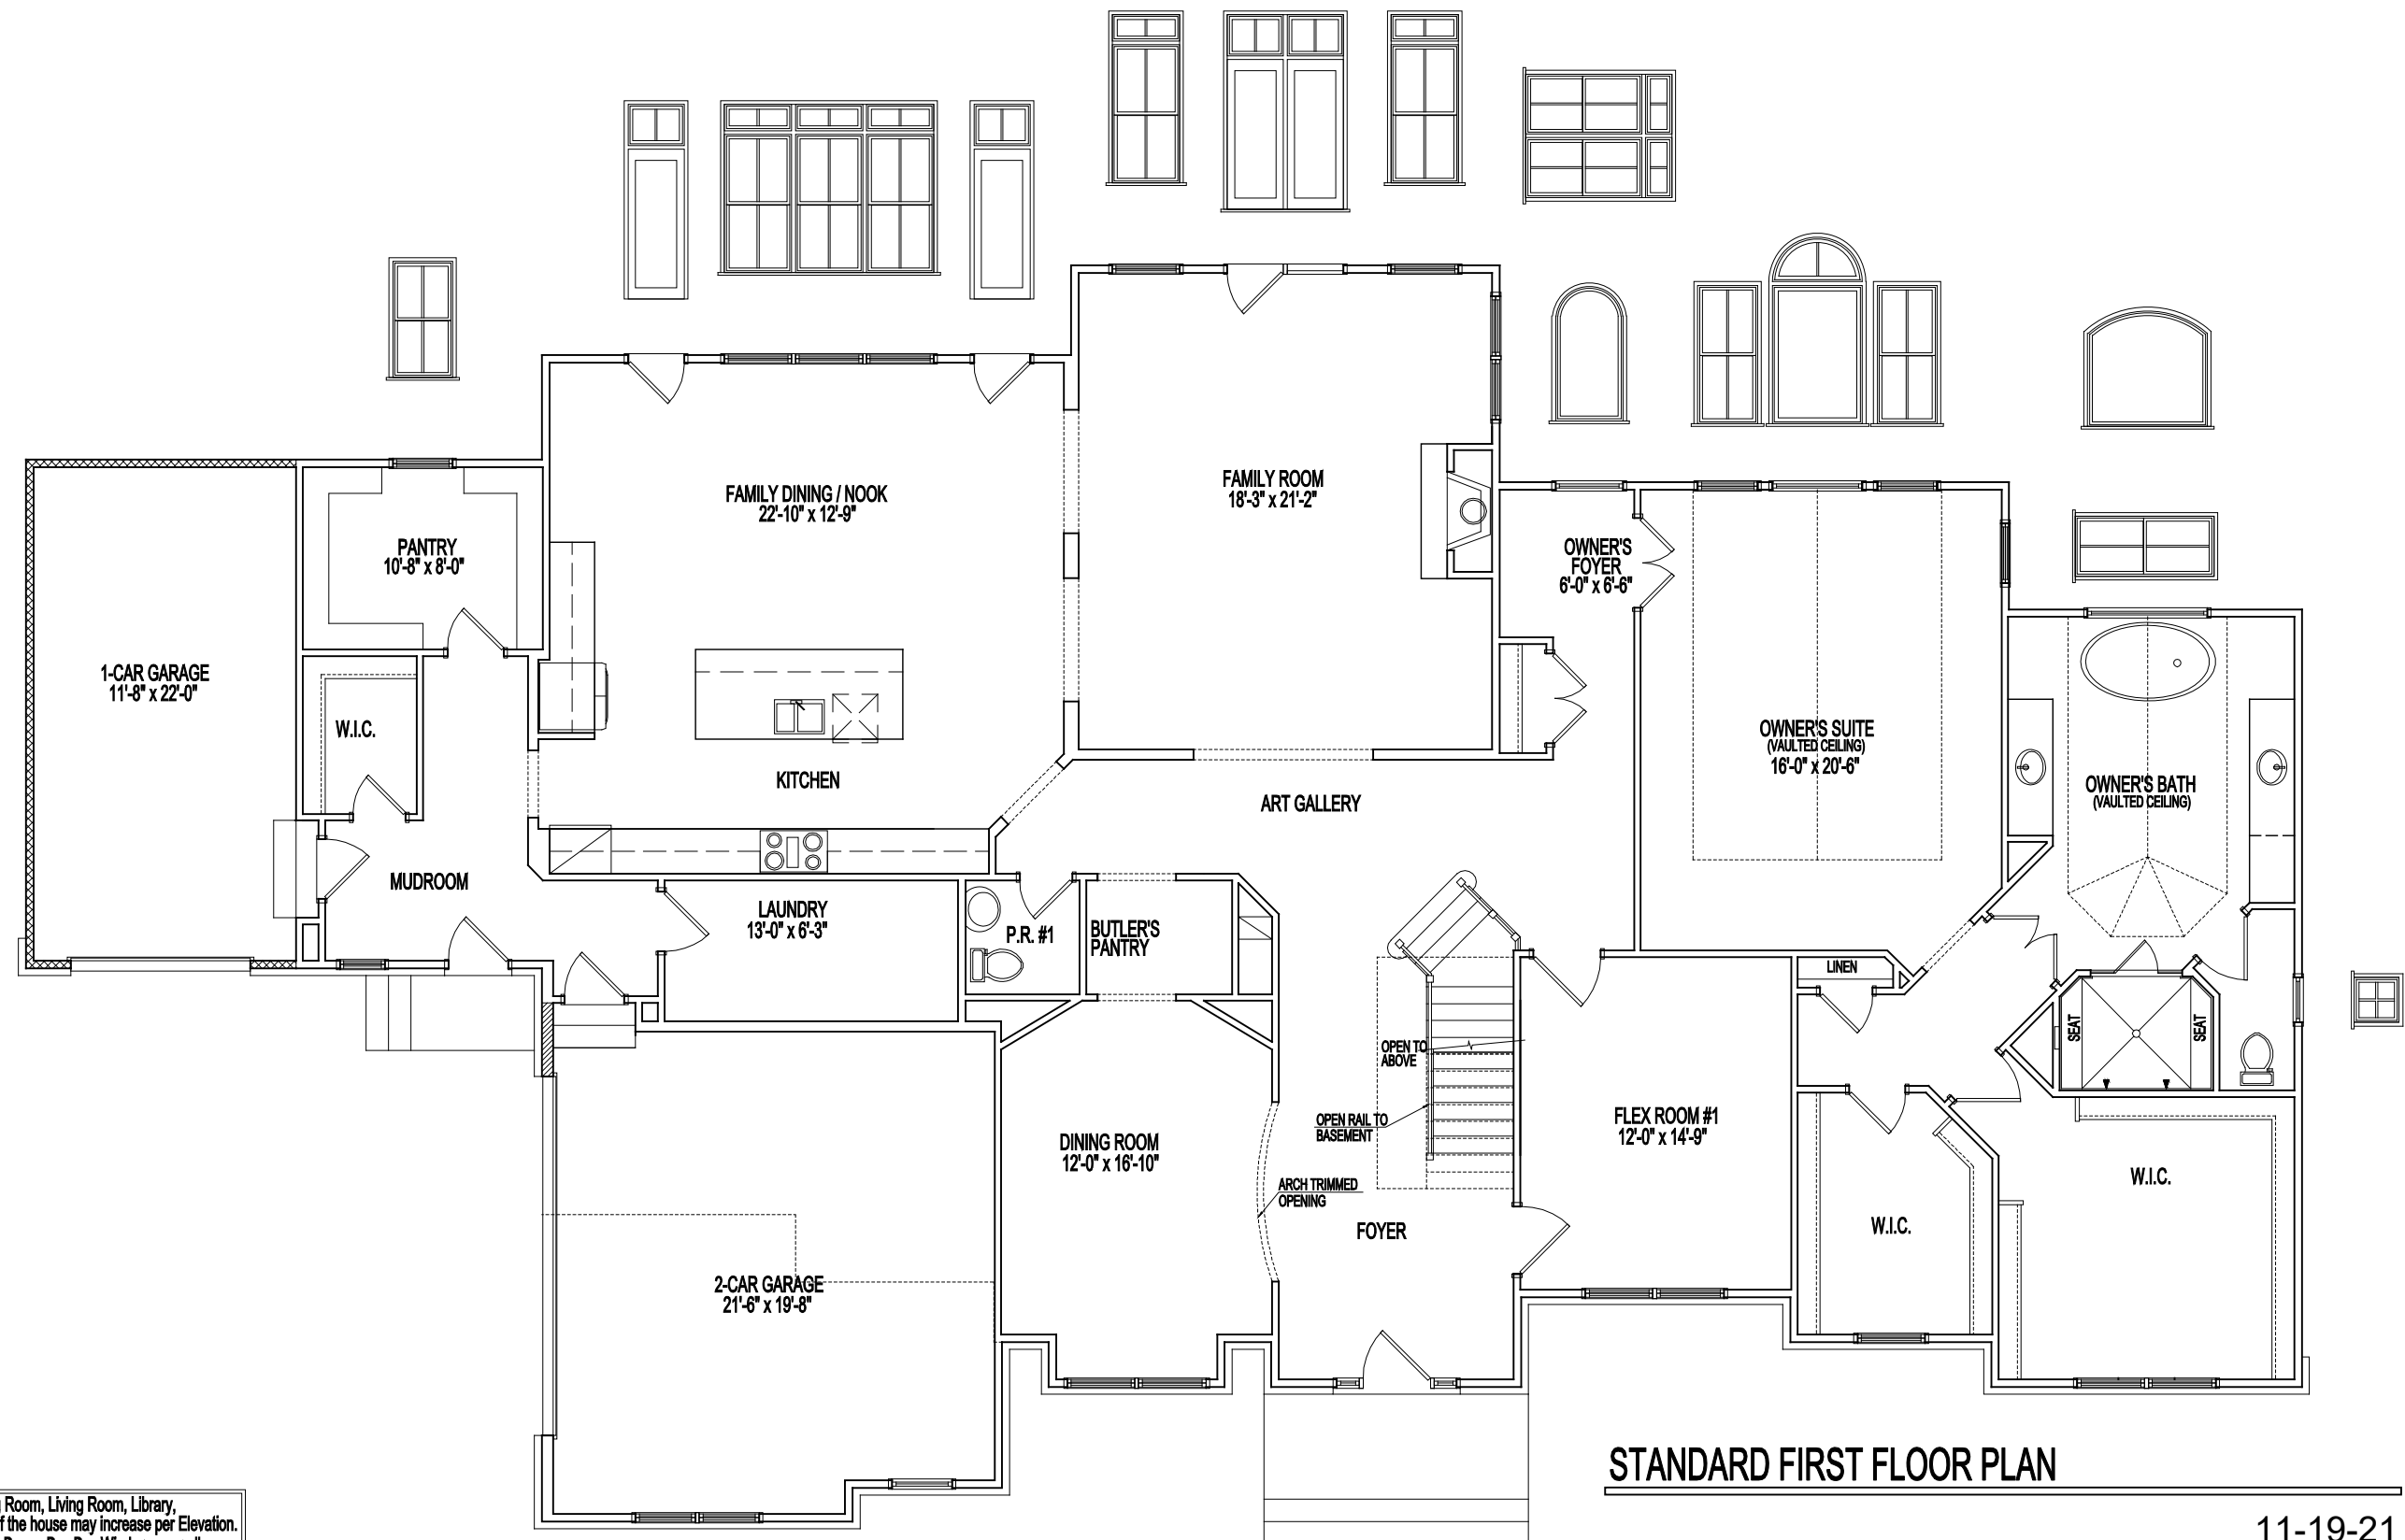 FAMILY DINING / NOOK
22'-10" x 12'-9"
FAMILY ROOM
18'-3" x 21'-2"
PANTRY
10'-8" x 8'-0"
OWNER'S
FOYER
6'-0" x 6'-6"
1-CAR GARAGE
11'-8" x 22'-0"
W.I.C.
OWNER'S SUITE
(VAULTED CEILING)
16'-0" x 20'-6"
KITCHEN
ART GALLERY
OWNER'S BATH
(VAULTED CEILING)
MUDROOM
LAUNDRY
13'-0" x 6'-3"
P.R. #1
BUTLER'S
PANTRY
LINEN
SEAT
SEAT
OPEN TO
ABOVE
OPEN RAIL TO
BASEMENT
FLEX ROOM #1
12'-0" x 14'-9"
DINING ROOM
12'-0" x 16'-10"
ARCH TRIMMED
OPENING
FOYER
W.I.C.
W.I.C.
2-CAR GARAGE
21'-6" x 19'-8"
STANDARD FIRST FLOOR PLAN
Room, Living Room, Library,
f the house may increase per Elevation.
11-19-21